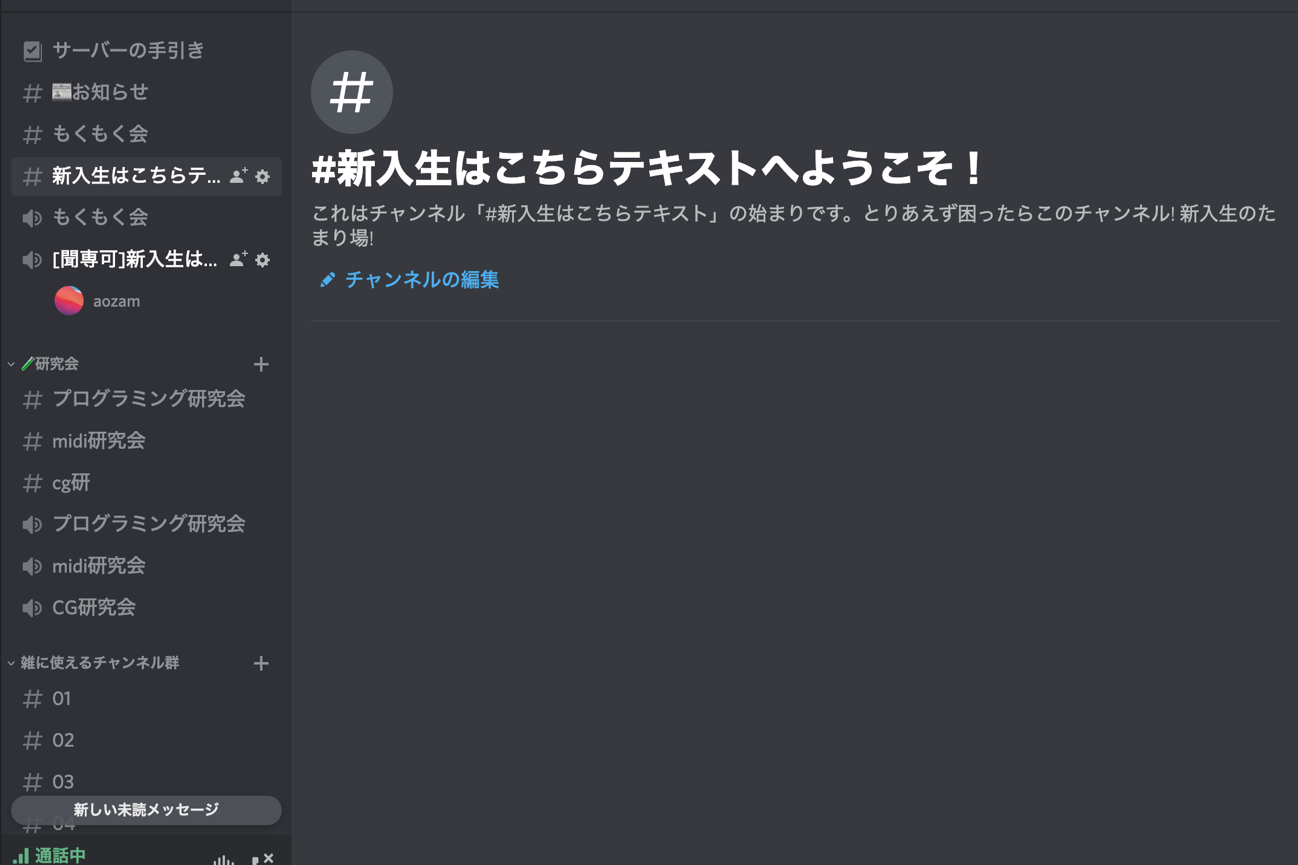 サーバーの手引き
お知らせ
もくもく会
新入生はこちらテ...
もくもく会
[聞専可]新入生は...
aozam
研究会
プログラミング研究会
midi研究会
cg研
プログラミング研究会
midi研究会
CG研究会
雑に使えるチャンネル群
01
02
03
新しい未読メッセージ
04
通話中
#
#新入生はこちらテキストへようこそ！
これはチャンネル「#新入生はこちらテキスト」の始まりです。とりあえず困ったらこのチャンネル! 新入生のた
まり場!
チャンネルの編集